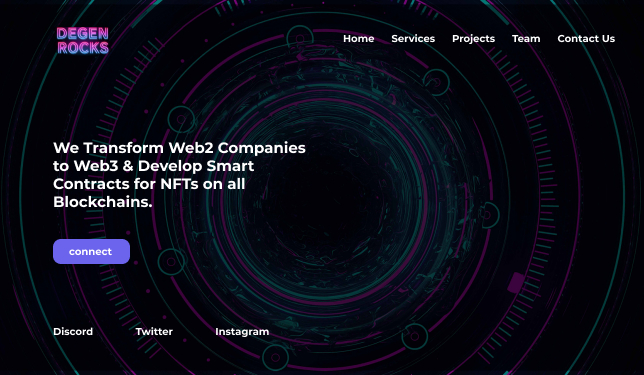 DEGEN
ROCKS
Home Services Projects Team Contact Us
We Transform Web2 Companies
to Web3 & Develop Smart
Contracts for NFTs on all
Blockchains.
connect
Discord Twitter Instagram